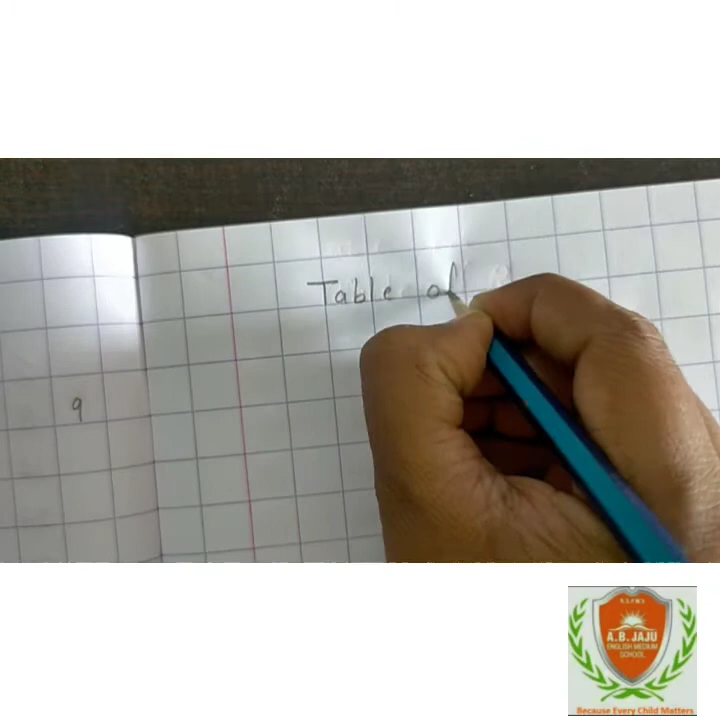 9
Table of
A.B. JAJU
ENGLISH MEDIUM
SCHOOL
Because Every Child Matters